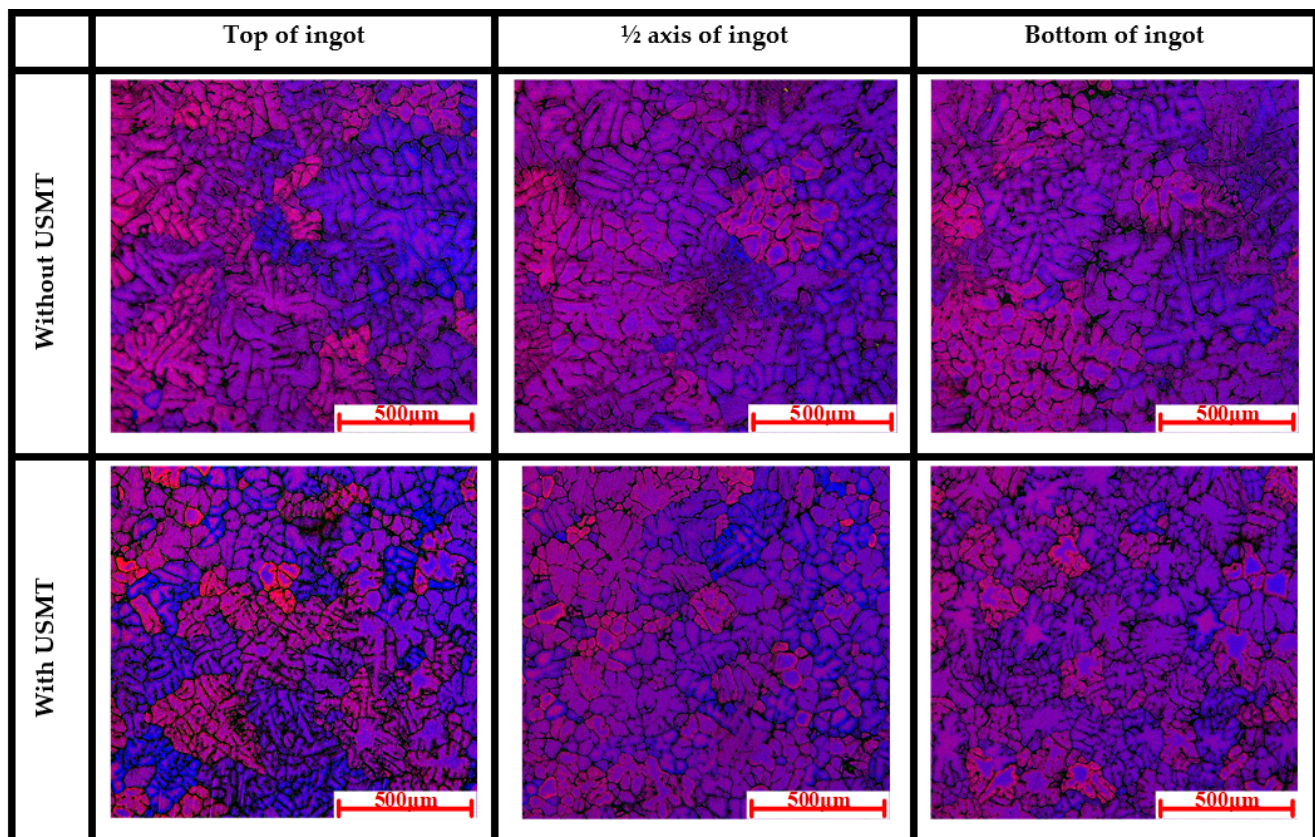 Top of ingot
½ axis of ingot
Bottom of ingot
Without USMT
500µm
500µm
500µm
With USMT
500µm
500µm
500µm